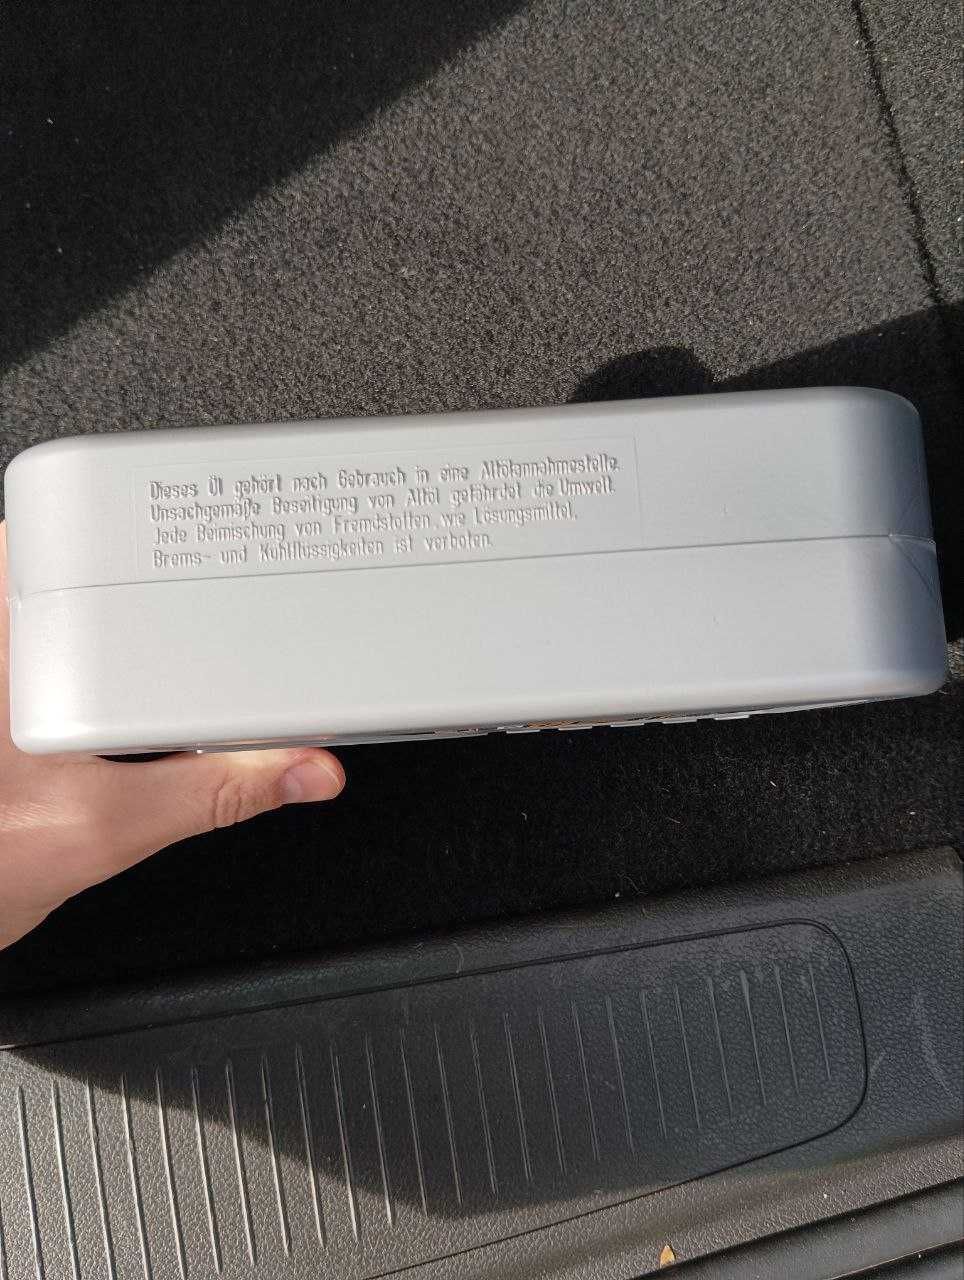 Dieses Öl gehört nach Gebrauch in eine Altölannahmestelle.
Unsachgemäße Beseitigung von Altöl gefährdet die Umwelt.
Jede Beimischung von Fremdstoffen, wie Lösungsmittel,
Brems- und Kühlflüssigkeiten ist verboten.